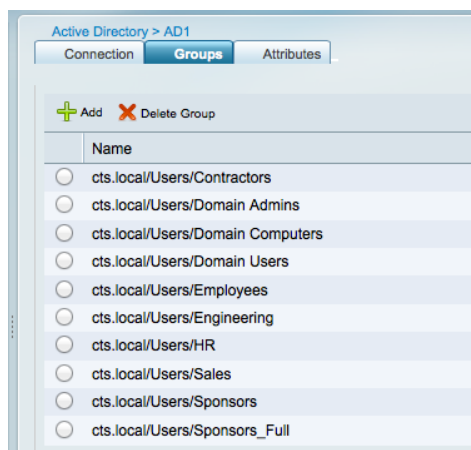 Active Directory > AD1
Connection Groups Attributes
Add Delete Group
Name
cts.local/Users/Contractors
cts.local/Users/Domain Admins
cts.local/Users/Domain Computers
cts.local/Users/Domain Users
cts.local/Users/Employees
cts.local/Users/Engineering
cts.local/Users/HR
cts.local/Users/Sales
cts.local/Users/Sponsors
cts.local/Users/Sponsors_Full